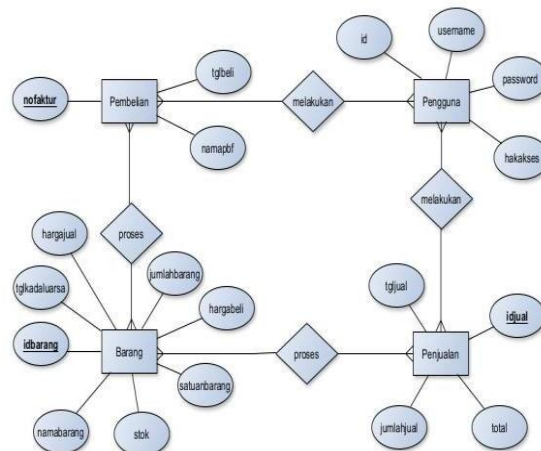 username
id
tglbeli
password
nofaktur
Pembelian
melakukan
Pengguna
namapbf
hakakses
melakukan
proses
hargajual
jumlahbarang
tglkadaluarsa
hargabeli
tgljual
idjual
idbarang
Barang
proses
Penjualan
satuanbarang
namabarang
stok
jumlahjual
total